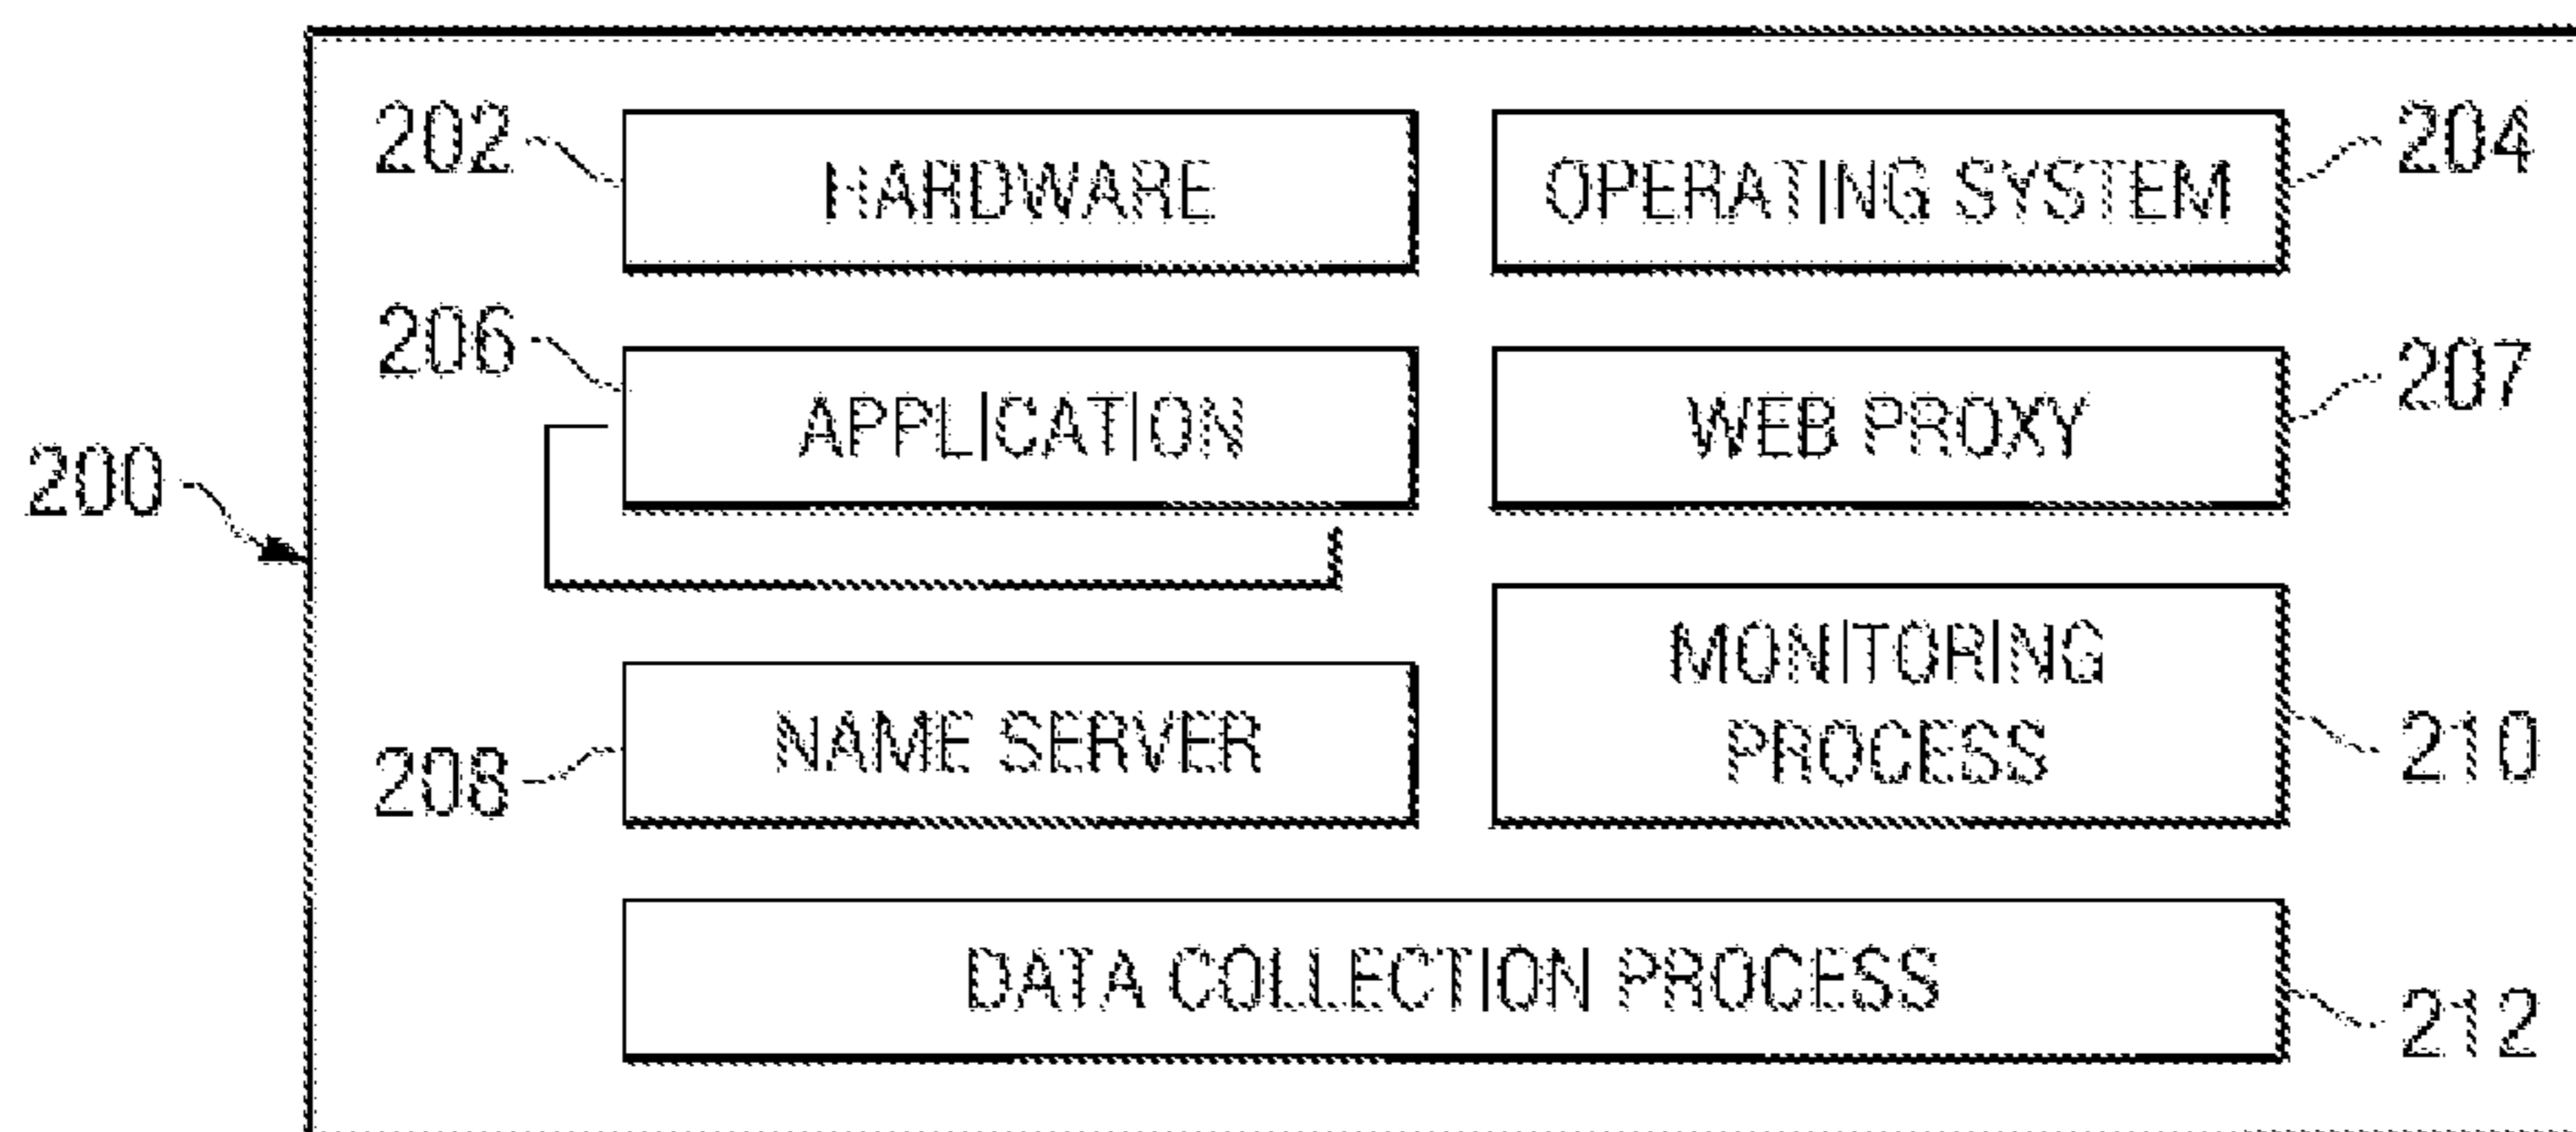 202 HARDWARE OPERATING SYSTEM 204
206 APPLICATION WEB PROXY 207
200
208 NAME SERVER MONITORING
PROCESS 210
DATA COLLECTION PROCESS 212